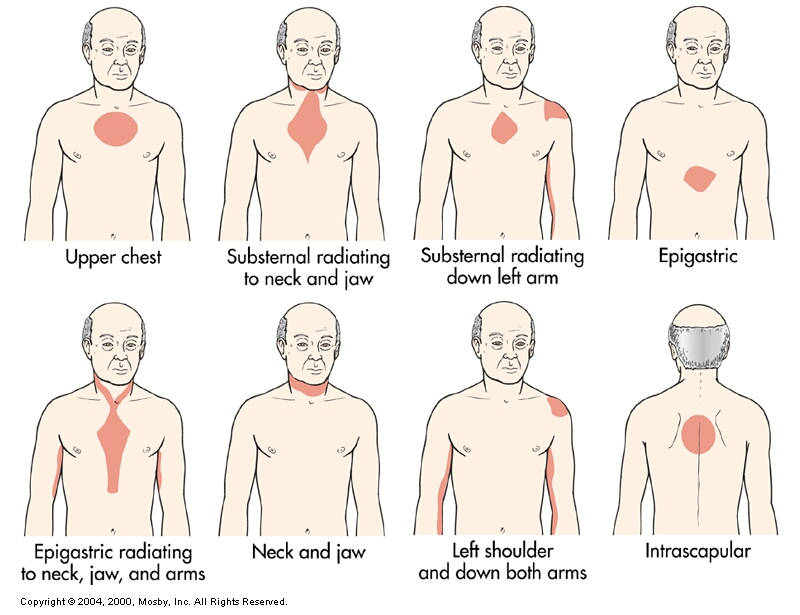 Upper chest
Substernal radiating
to neck and jaw
Substernal radiating
down left arm
Epigastric
Epigastric radiating
to neck, jaw, and arms
Neck and jaw
Left shoulder
and down both arms
Intrascapular
Copyright © 2004, 2000, Mosby, Inc. All Rights Reserved.